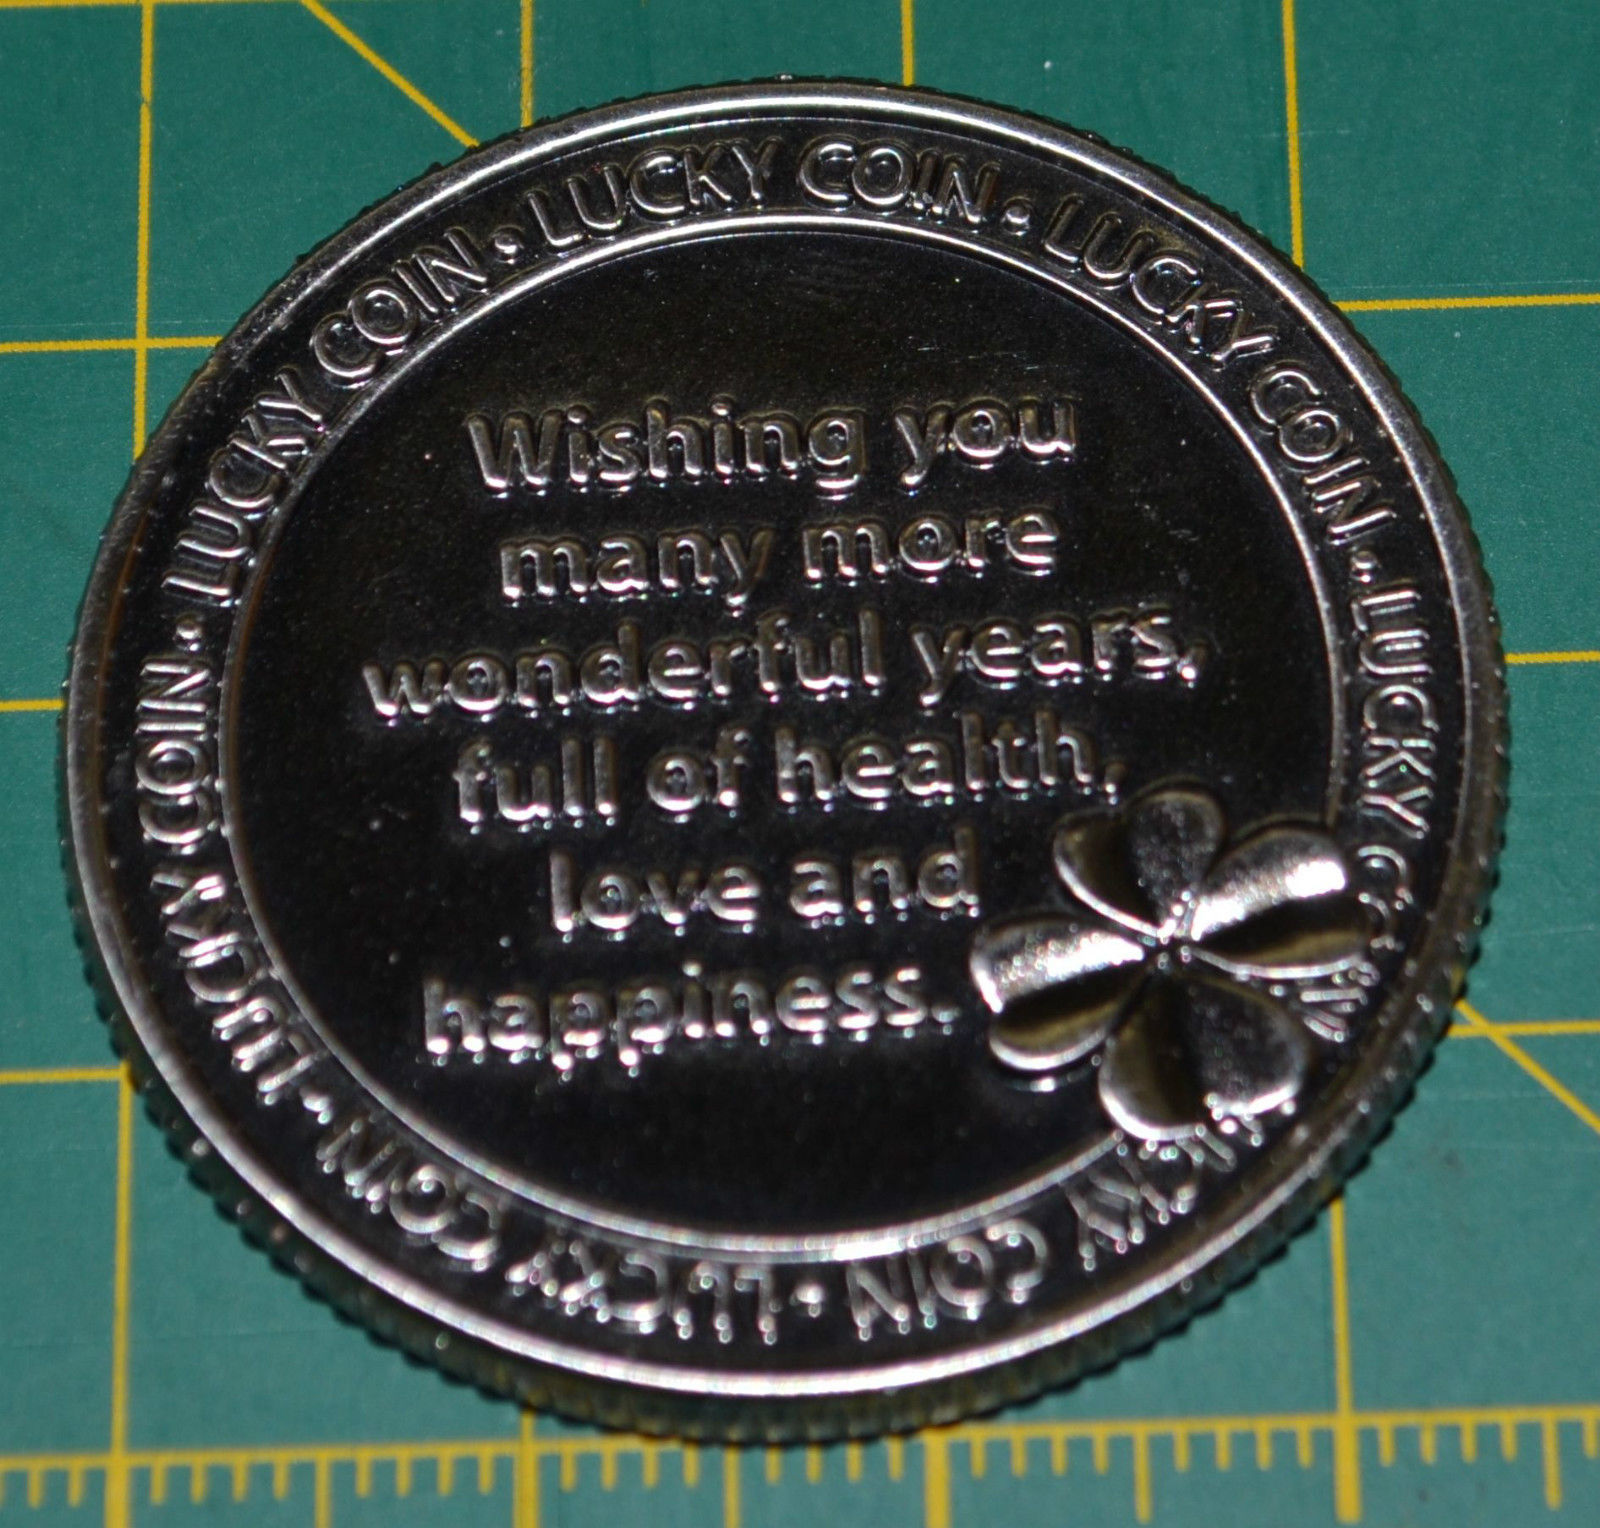 LUCKY COIN · LUCKY COIN · LUCKY COIN · LUCKY COIN · LUCKY COIN · LUCKY COIN · LUCKY COIN ·
Wishing you
many more
wonderful years,
full of health,
love and
happiness.